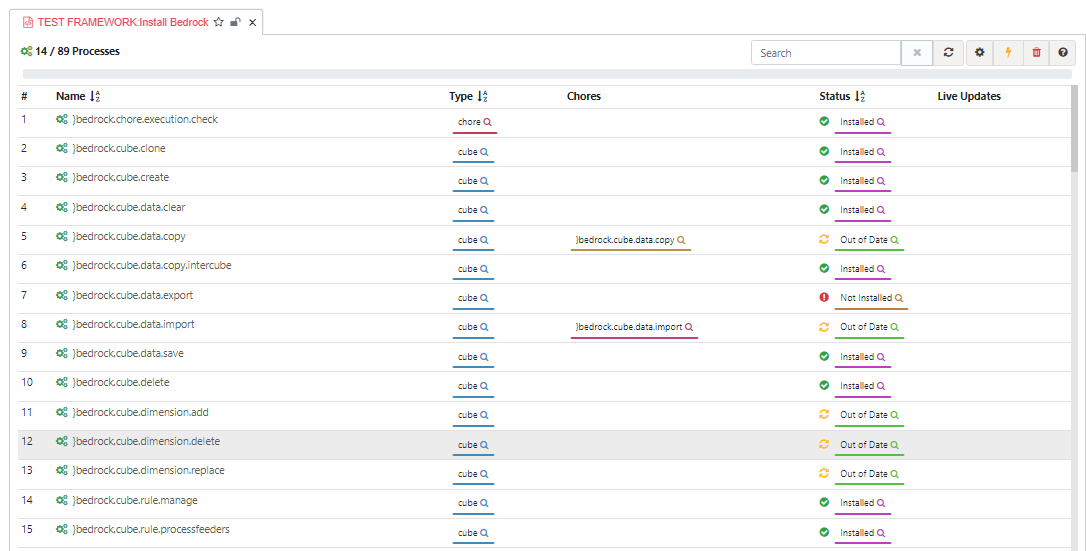 TEST FRAMEWORK:Install Bedrock
14 / 89 Processes
Search
# Name Type Chores Status Live Updates
1 }bedrock.chore.execution.check chore Installed
2 }bedrock.cube.clone cube Installed
3 }bedrock.cube.create cube Installed
4 }bedrock.cube.data.clear cube Installed
5 }bedrock.cube.data.copy cube }bedrock.cube.data.copy Out of Date
6 }bedrock.cube.data.copy.intercube cube Installed
7 }bedrock.cube.data.export cube Not Installed
8 }bedrock.cube.data.import cube }bedrock.cube.data.import Out of Date
9 }bedrock.cube.data.save cube Installed
10 }bedrock.cube.delete cube Installed
11 }bedrock.cube.dimension.add cube Out of Date
12 }bedrock.cube.dimension.delete cube Out of Date
13 }bedrock.cube.dimension.replace cube Out of Date
14 }bedrock.cube.rule.manage cube Installed
15 }bedrock.cube.rule.processfeeders cube Installed